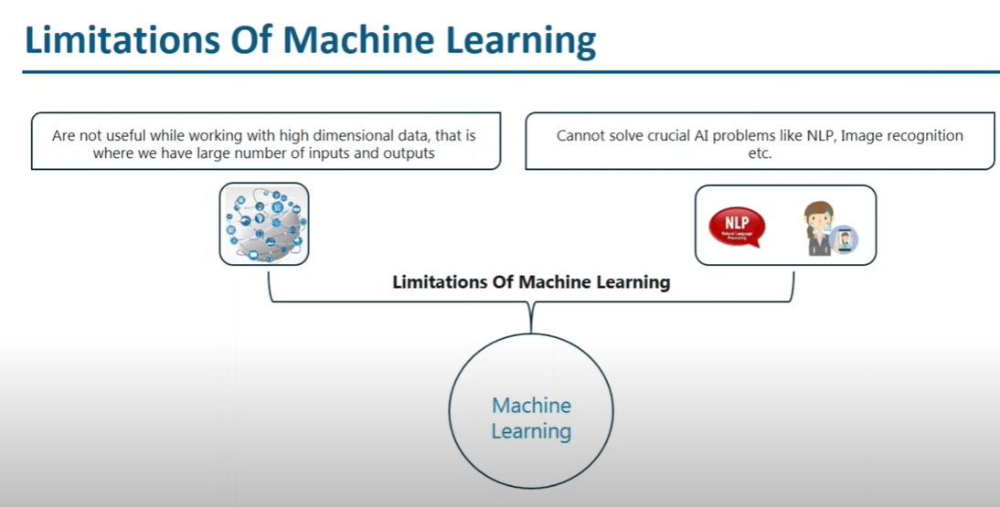 Limitations Of Machine Learning
Are not useful while working with high dimensional data, that is
where we have large number of inputs and outputs
Cannot solve crucial AI problems like NLP, Image recognition
etc.
NLP
Natural Language
Processing
Limitations Of Machine Learning
Machine
Learning